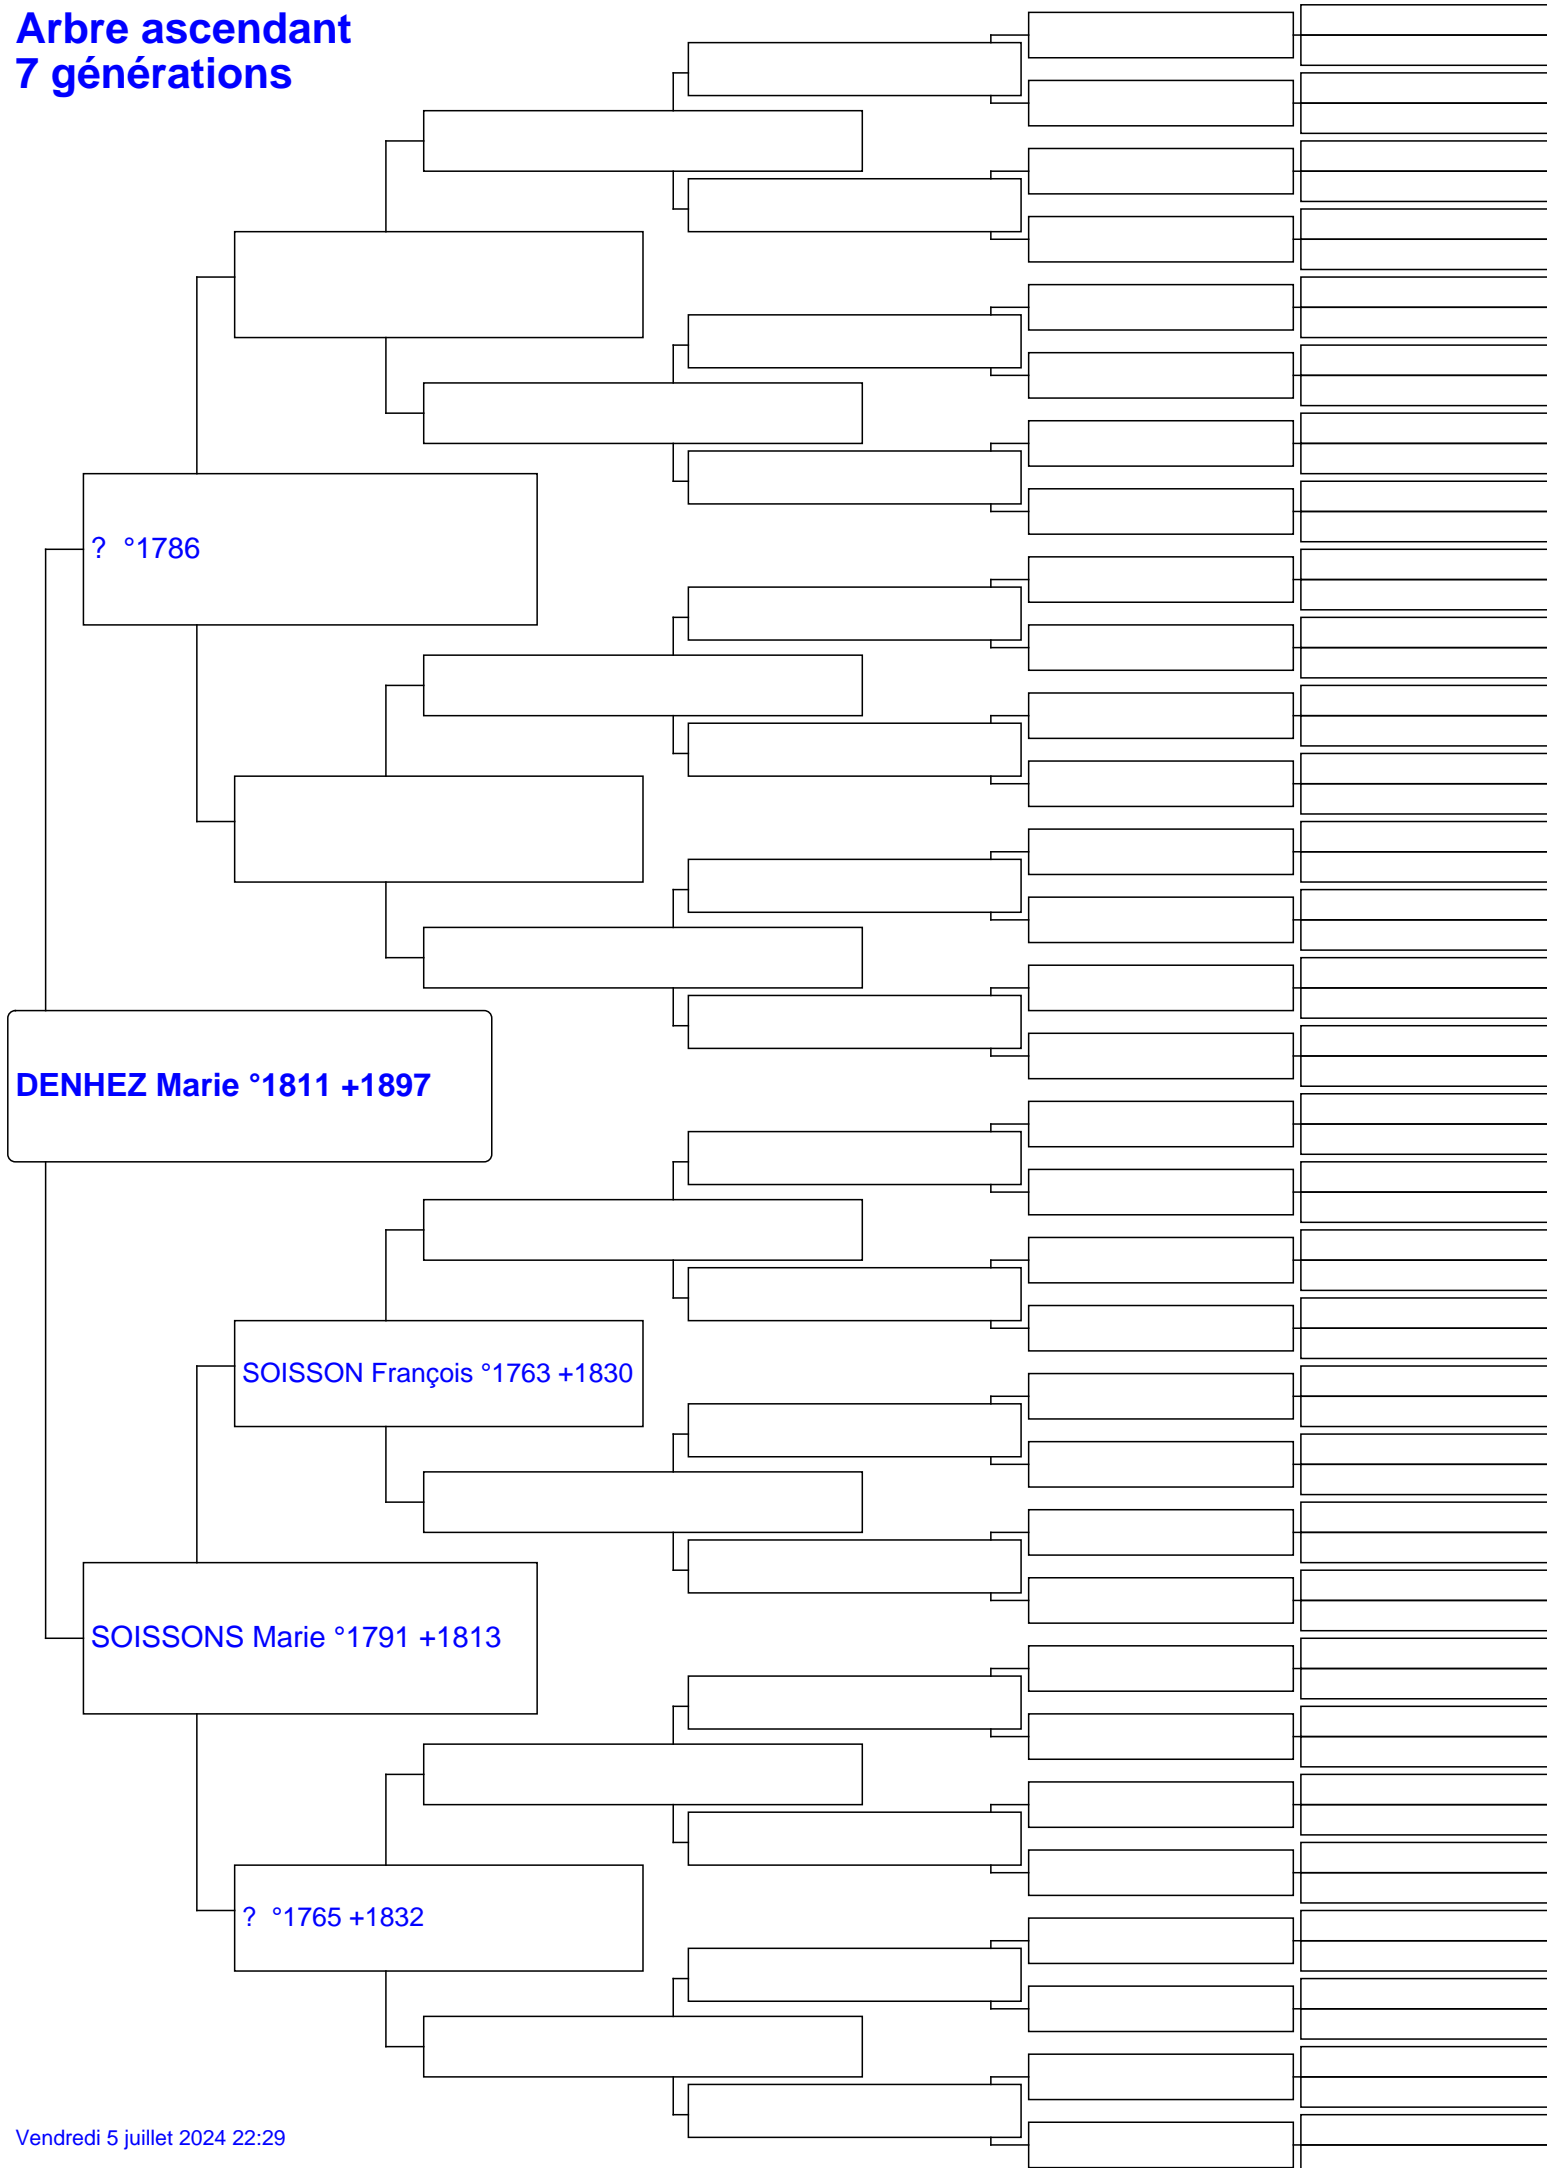 Arbre ascendant
7 générations
? °1786
DENHEZ Marie °1811 +1897
SOISSON François °1763 +1830
SOISSONS Marie °1791 +1813
? °1765 +1832
Vendredi 5 juillet 2024 22:29